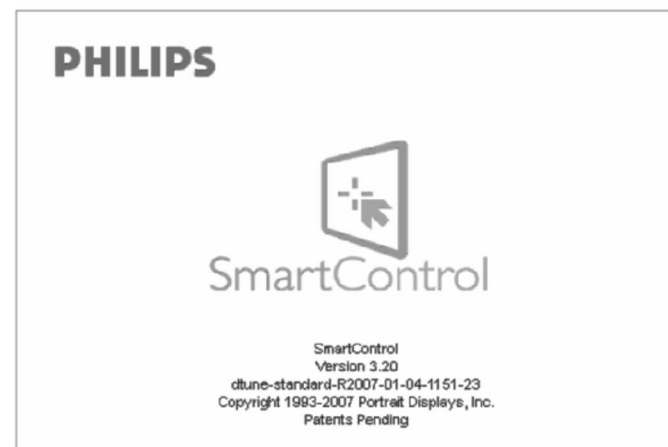 PHILIPS
SmartControl
SmartControl
Version 3.20
dtune-standard-R2007-01-04-1151-23
Copyright 1993-2007 Portrait Displays, Inc.
Patents Pending